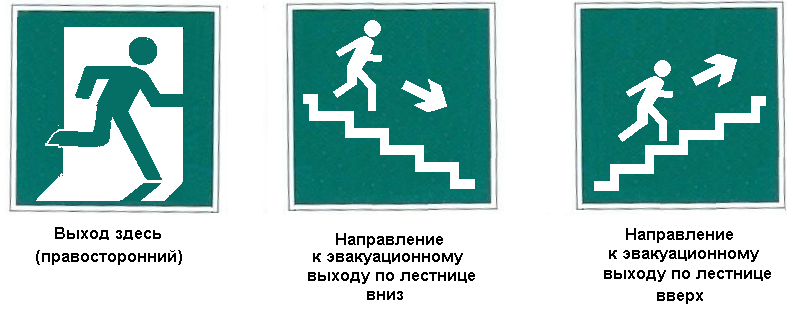 Выход здесь
(правосторонний)
Направление
к эвакуационному
выходу по лестнице
вниз
Направление
к эвакуационному
выходу по лестнице
вверх